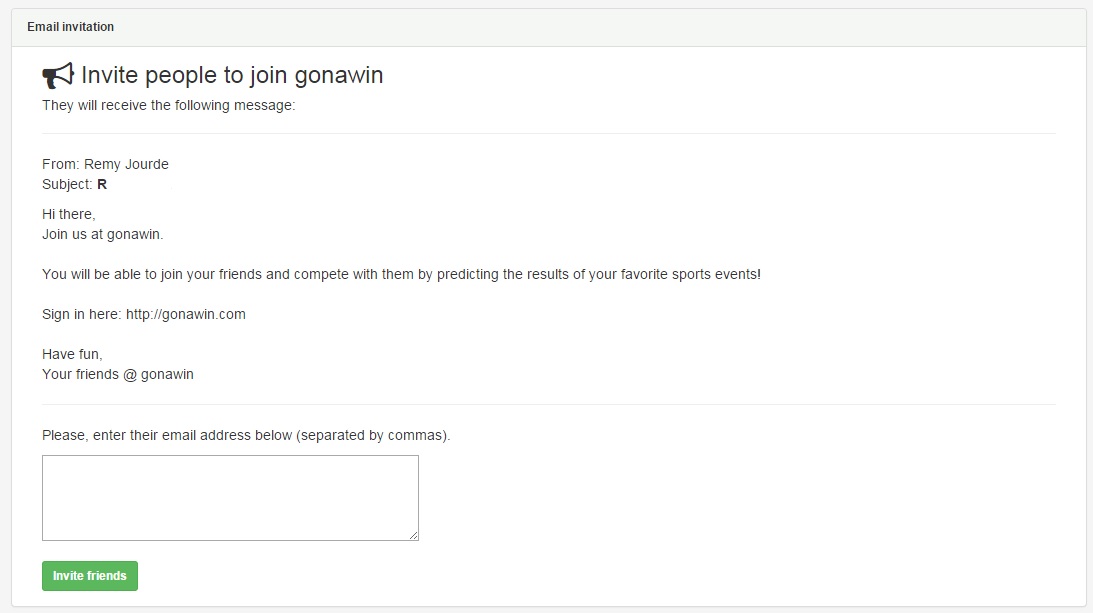 Email invitation
Invite people to join gonawin
They will receive the following message:
From: Remy Jourde
Subject: R
Hi there,
Join us at gonawin.
You will be able to join your friends and compete with them by predicting the results of your favorite sports events!
Sign in here: http://gonawin.com
Have fun,
Your friends @ gonawin
Please, enter their email address below (separated by commas).
Invite friends